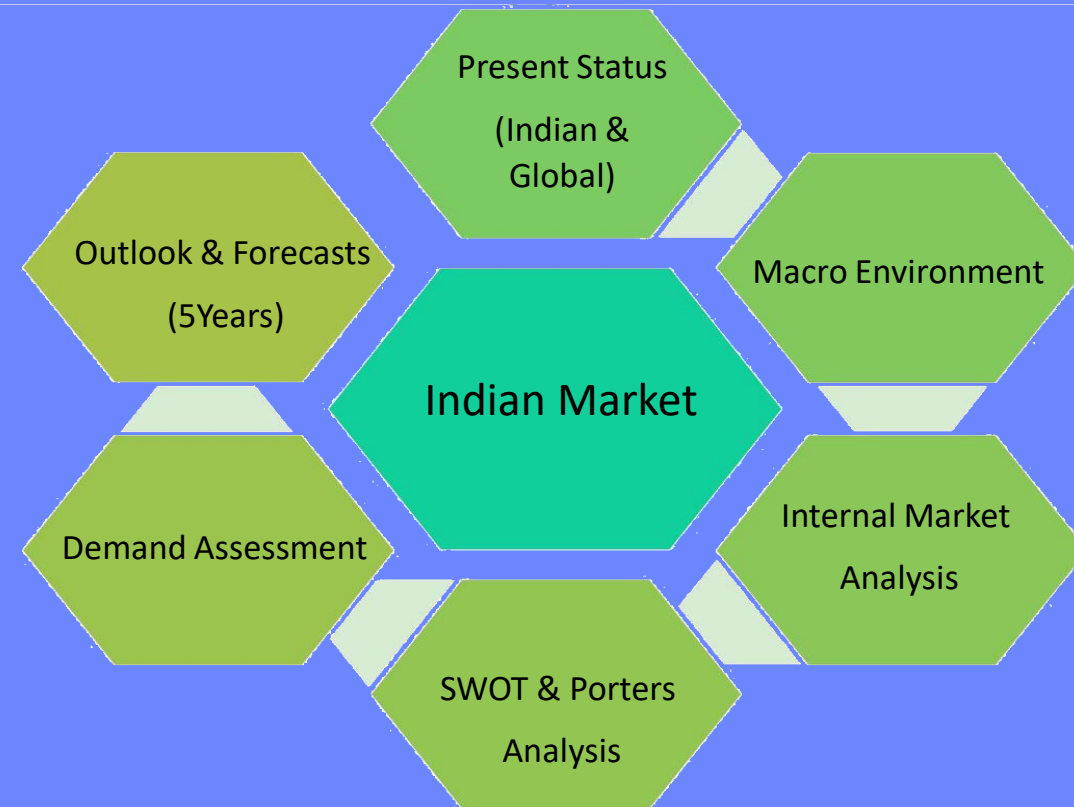 Present Status
(Indian &
Global)
Macro Environment
Internal Market
Analysis
SWOT & Porters
Analysis
Demand Assessment
Outlook & Forecasts
(5Years)
Indian Market